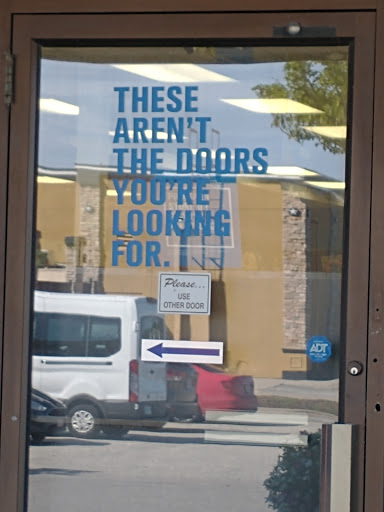 THESE
AREN'T
THE DOORS
YOU'RE
LOOKING
FOR.
Please...
USE
OTHER DOOR
ADT